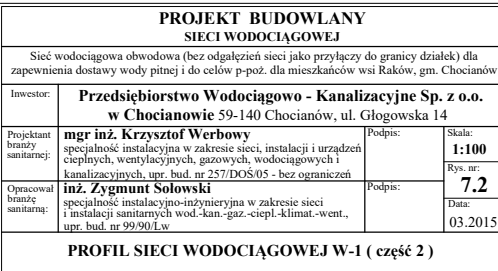 PROJEKT BUDOWLANY
SIECI WODOCIĄGOWEJ
Sieć wodociągowa obwodowa (bez odgałęzień sieci jako przyłączy do granicy działek) dla
zapewnienia dostawy wody pitnej i do celów p-poż. dla mieszkańców wsi Raków, gm. Chocianów
Inwestor:
Przedsiębiorstwo Wodociągowo - Kanalizacyjne Sp. z o.o.
w Chocianowie 59-140 Chocianów, ul. Głogowska 14
Projektant
branży
sanitarnej:
mgr inż. Krzysztof Werbowy
specjalność instalacyjna w zakresie sieci, instalacji i urządzeń
cieplnych, wentylacyjnych, gazowych, wodociągowych i
kanalizacyjnych, upr. bud. nr 257/DOŚ/05 - bez ograniczeń
Podpis:
Skala:
1:100
Rys. nr:
7.2
Opracował
branżę
sanitarną:
inż. Zygmunt Sołowski
specjalność instalacyjno-inżynieryjna w zakresie sieci
i instalacji sanitarnych wod.-kan.-gaz.-ciepl.-klimat.-went.,
upr. bud. nr 99/90/Lw
Podpis:
Data:
03.2015
PROFIL SIECI WODOCIĄGOWEJ W-1 ( część 2 )